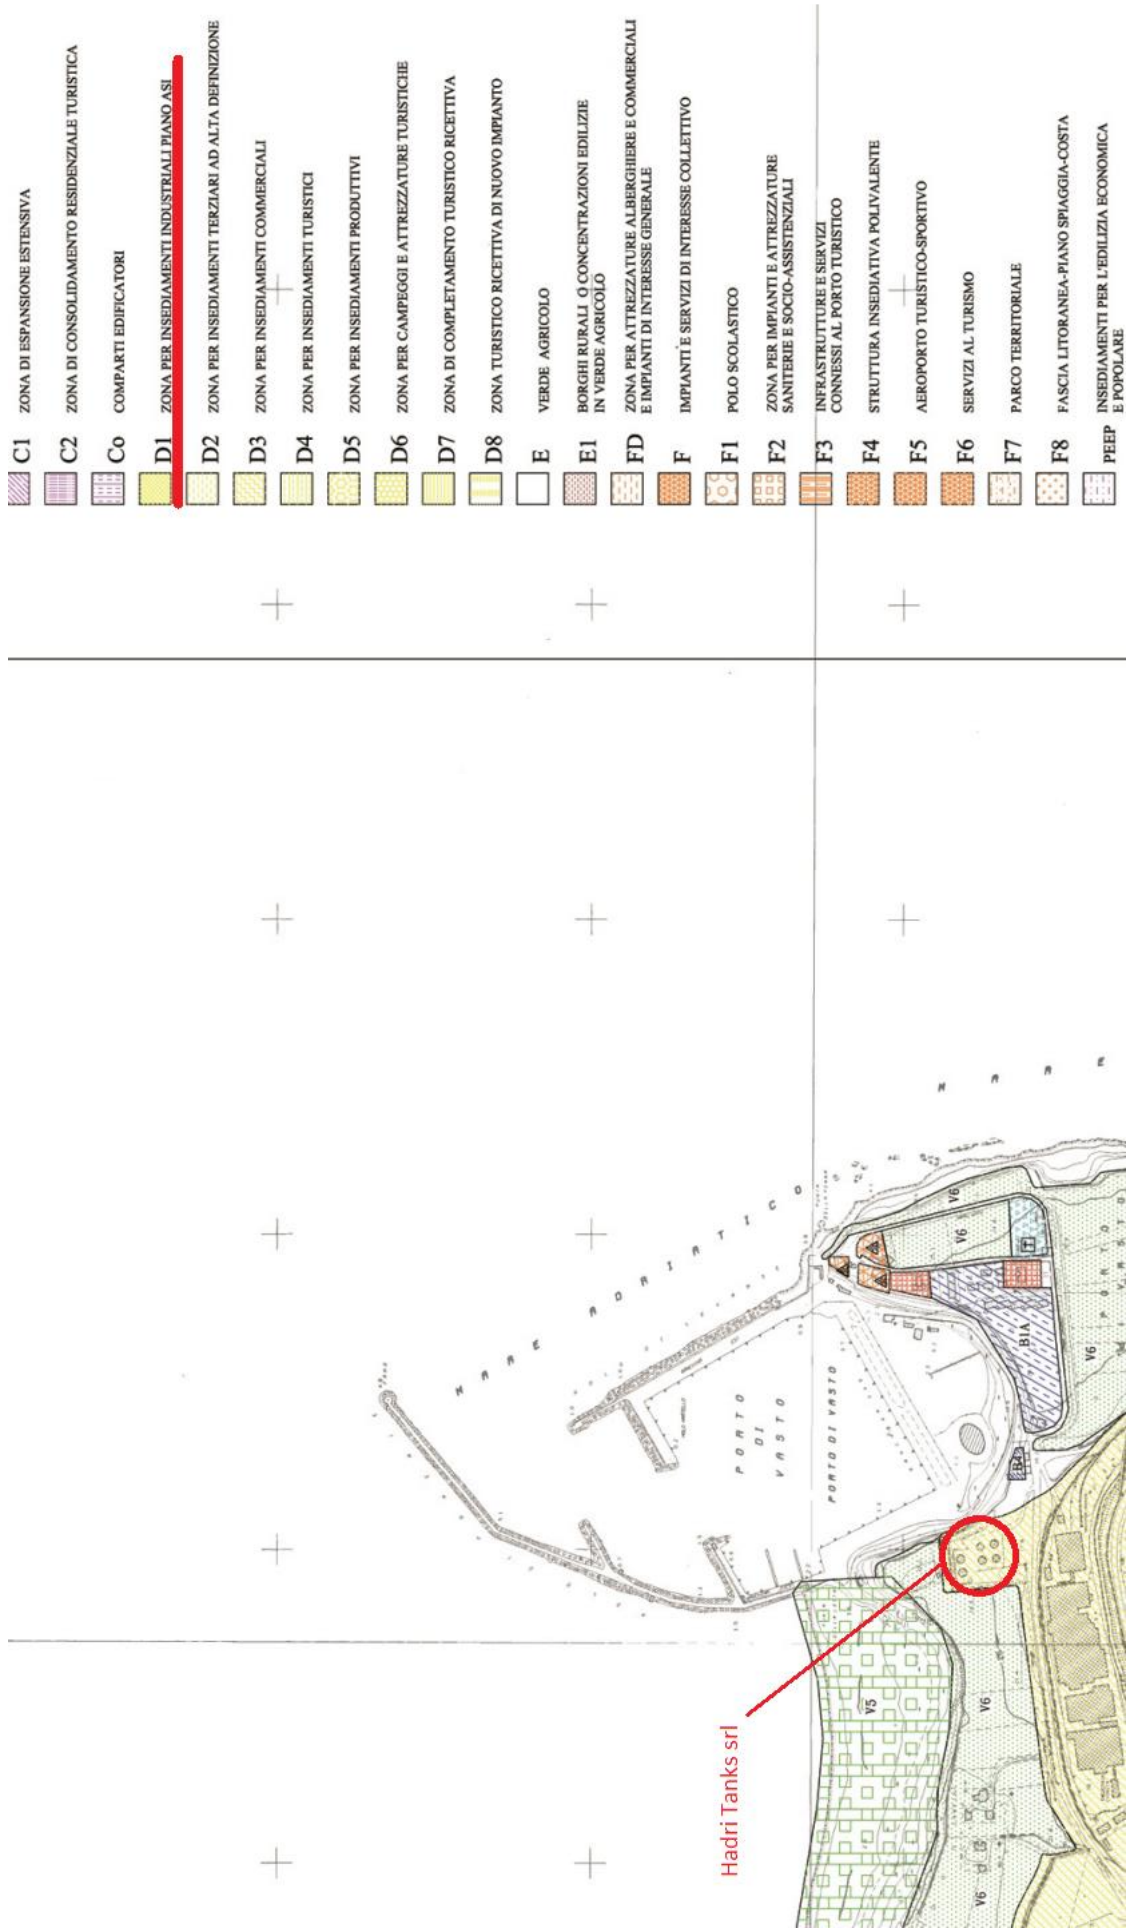 C1 ZONA DI ESPANSIONE ESTENSIVA
C2 ZONA DI CONSOLIDAMENTO RESIDENZIALE TURISTICA
Co COMPARTI EDIFICATORI
D1 ZONA PER INSEDIAMENTI INDUSTRIALI PIANO ASI
D2 ZONA PER INSEDIAMENTI TERZIARI AD ALTA DEFINIZIONE
D3 ZONA PER INSEDIAMENTI COMMERCIALI
D4 ZONA PER INSEDIAMENTI TURISTICI
D5 ZONA PER INSEDIAMENTI PRODUTTIVI
D6 ZONA PER CAMPEGGI E ATTREZZATURE TURISTICHE
D7 ZONA DI COMPLETAMENTO TURISTICO RICETTIVA
D8 ZONA TURISTICO RICETTIVA DI NUOVO IMPIANTO
E VERDE AGRICOLO
E1 BORGHI RURALI O CONCENTRAZIONI EDILIZIE
IN VERDE AGRICOLO
FD ZONA PER ATTREZZATURE ALBERGHIERE E COMMERCIALI
E IMPIANTI DI INTERESSE GENERALE
F IMPIANTI E SERVIZI DI INTERESSE COLLETTIVO
F1 POLO SCOLASTICO
F2 ZONA PER IMPIANTI E ATTREZZATURE
SANITERIE E SOCIO-ASSISTENZIALI
F3 INFRASTRUTTURE E SERVIZI
CONNESSI AL PORTO TURISTICO
F4 STRUTTURA INSEDIATIVA POLIVALENTE
F5 AEROPORTO TURISTICO-SPORTIVO
F6 SERVIZI AL TURISMO
F7 PARCO TERRITORIALE
F8 FASCIA LITORANEA-PIANO SPIAGGIA-COSTA
PEEP INSEDIAMENTI PER L'EDILIZIA ECONOMICA
E POPOLARE
MARE ADRIATICO
MARE
PORTO
DI
VASTO
PORTO DI VASTO
V6
V6
T
B1A
V6
B4
V5
V6
V6
Hadri Tanks srl